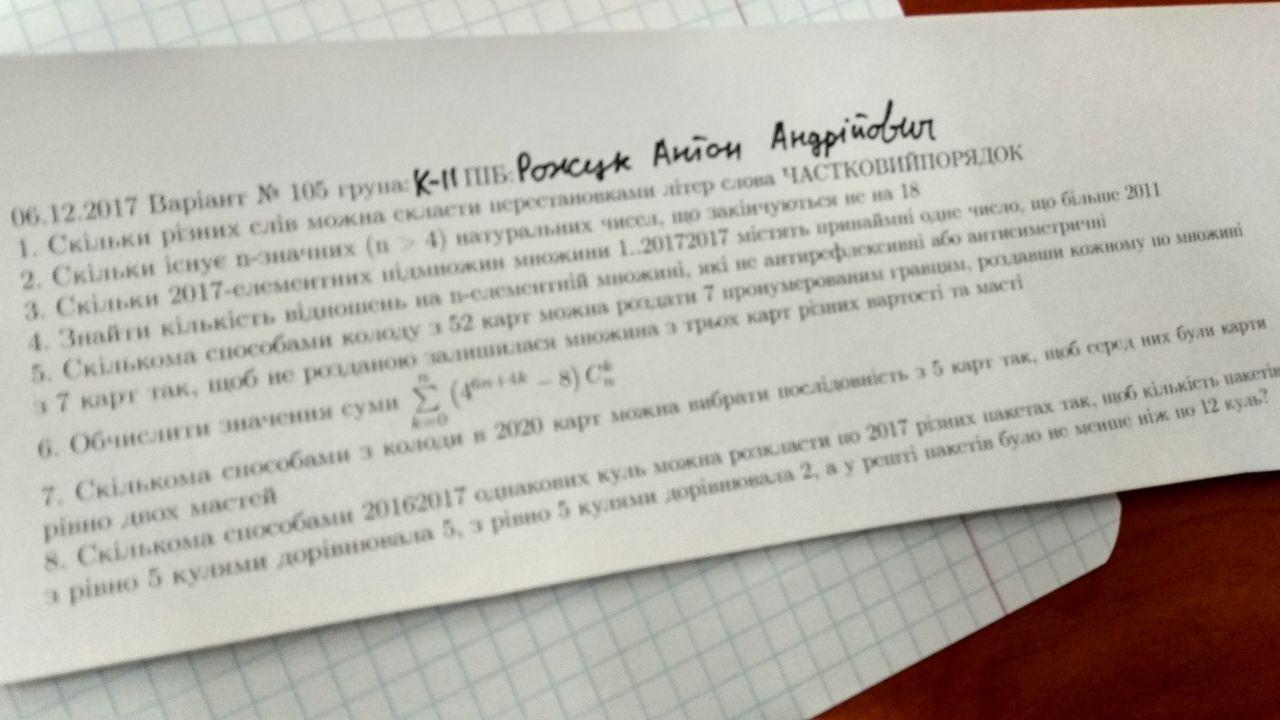 06.12.2017 Варіант № 105 група: К-11 ПІБ: Рожук Антон Андрійович
1. Скільки різних слів можна скласти перестановками літер слова ЧАСТКОВИЙПОРЯДОК
2. Скільки існує n-значних (n > 4) натуральних чисел, що закінчуються не на 18
3. Скільки 2017-елементних підмножин множини 1..20172017 містять принаймні одне число, що більше 2011
4. Знайти кількість відношень на n-елементній множині, які не антирефлексивні або антисиметричні
5. Скількома способами колоду з 52 карт можна роздати 7 пронумерованим гравцям, роздавши кожному по множині
з 7 карт так, щоб не розданою залишилася множина з трьох карт різних вартості та масті
6. Обчислити значення суми $\sum_{k=0}^{n} (4^{6n+4k} - 8) C_n^k$
7. Скількома способами з колоди в 2020 карт можна вибрати послідовність з 5 карт так, щоб серед них були карти
рівно двох мастей
8. Скількома способами 20162017 однакових куль можна розкласти по 2017 різних пакетах так, щоб кількість пакетів
з рівно 5 кулями дорівнювала 5, з рівно 5 кулями дорівнювала 2, а у решті пакетів було не менше ніж по 12 куль?